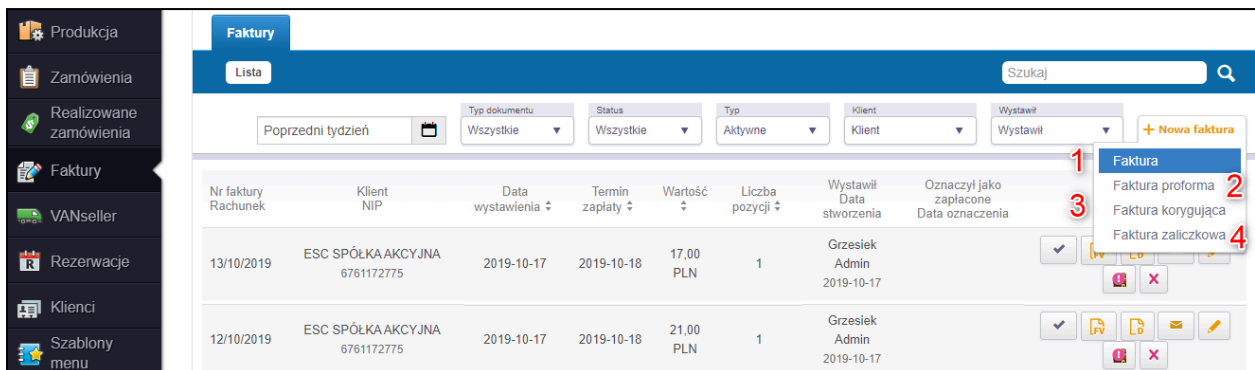 Produkcja
Zamówienia
Realizowane
zamówienia
Faktury
VANseller
Rezerwacje
Klienci
Szablony
menu
Faktury
Lista
Szukaj
Poprzedni tydzień
Typ dokumentu
Wszystkie
Status
Wszystkie
Typ
Aktywne
Klient
Klient
Wystawił
Wystawił
+ Nowa faktura
1 Faktura
Faktura proforma 2
3 Faktura korygująca
Faktura zaliczkowa 4
Nr faktury
Rachunek
Klient
NIP
Data
wystawienia
Termin
zapłaty
Wartość
Liczba
pozycji
Wystawił
Data
stworzenia
Oznaczył jako
zapłacone
Data oznaczenia
13/10/2019
ESC SPÓŁKA AKCYJNA
6761172775
2019-10-17
2019-10-18
17,00
PLN
1
Grzesiek
Admin
2019-10-17
12/10/2019
ESC SPÓŁKA AKCYJNA
6761172775
2019-10-17
2019-10-18
21,00
PLN
1
Grzesiek
Admin
2019-10-17
FV
D